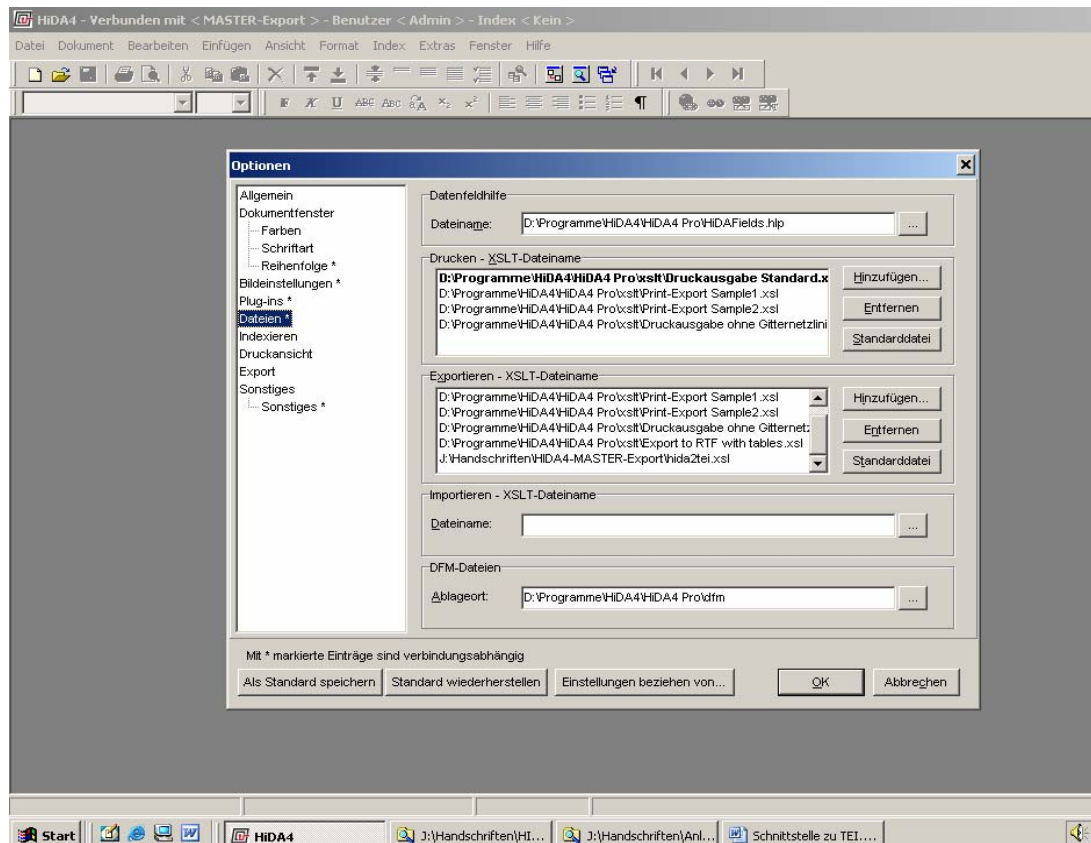 HiDA4 - Verbunden mit < MASTER-Export > - Benutzer < Admin > - Index < Kein >
Datei Dokument Bearbeiten Einfügen Ansicht Format Index Extras Fenster Hilfe
F K U ABC ABC
Optionen
Allgemein
Dokumentfenster
Farben
Schriftart
Reihenfolge *
Bildeinstellungen *
Plug-ins *
Dateien *
Indexieren
Druckansicht
Export
Sonstiges
Sonstiges *
Datenfeldhilfe
Dateiname: D:\Programme\HiDA4\HiDA4 Pro\HiDAFields.hlp ...
Drucken - XSLT-Dateiname
D:\Programme\HiDA4\HiDA4 Pro\xslt\Druckausgabe Standard.x
D:\Programme\HiDA4\HiDA4 Pro\xslt\Print-Export Sample1.xsl
D:\Programme\HiDA4\HiDA4 Pro\xslt\Print-Export Sample2.xsl
D:\Programme\HiDA4\HiDA4 Pro\xslt\Druckausgabe ohne Gitternetzlini
Hinzufügen...
Entfernen
Standarddatei
Exportieren - XSLT-Dateiname
D:\Programme\HiDA4\HiDA4 Pro\xslt\Print-Export Sample1.xsl
D:\Programme\HiDA4\HiDA4 Pro\xslt\Print-Export Sample2.xsl
D:\Programme\HiDA4\HiDA4 Pro\xslt\Druckausgabe ohne Gitternetz
D:\Programme\HiDA4\HiDA4 Pro\xslt\Export to RTF with tables.xsl
J:\Handschriften\HIDA4-MASTER-Export\hida2tei.xsl
Hinzufügen...
Entfernen
Standarddatei
Importieren - XSLT-Dateiname
Dateiname: ...
DFM-Dateien
Ablageort: D:\Programme\HiDA4\HiDA4 Pro\dfm ...
Mit * markierte Einträge sind verbindungsabhängig
Als Standard speichern Standard wiederherstellen Einstellungen beziehen von... OK Abbrechen
Start HiDA4 J:\Handschriften\HI... J:\Handschriften\Anl... Schnittstelle zu TEI....